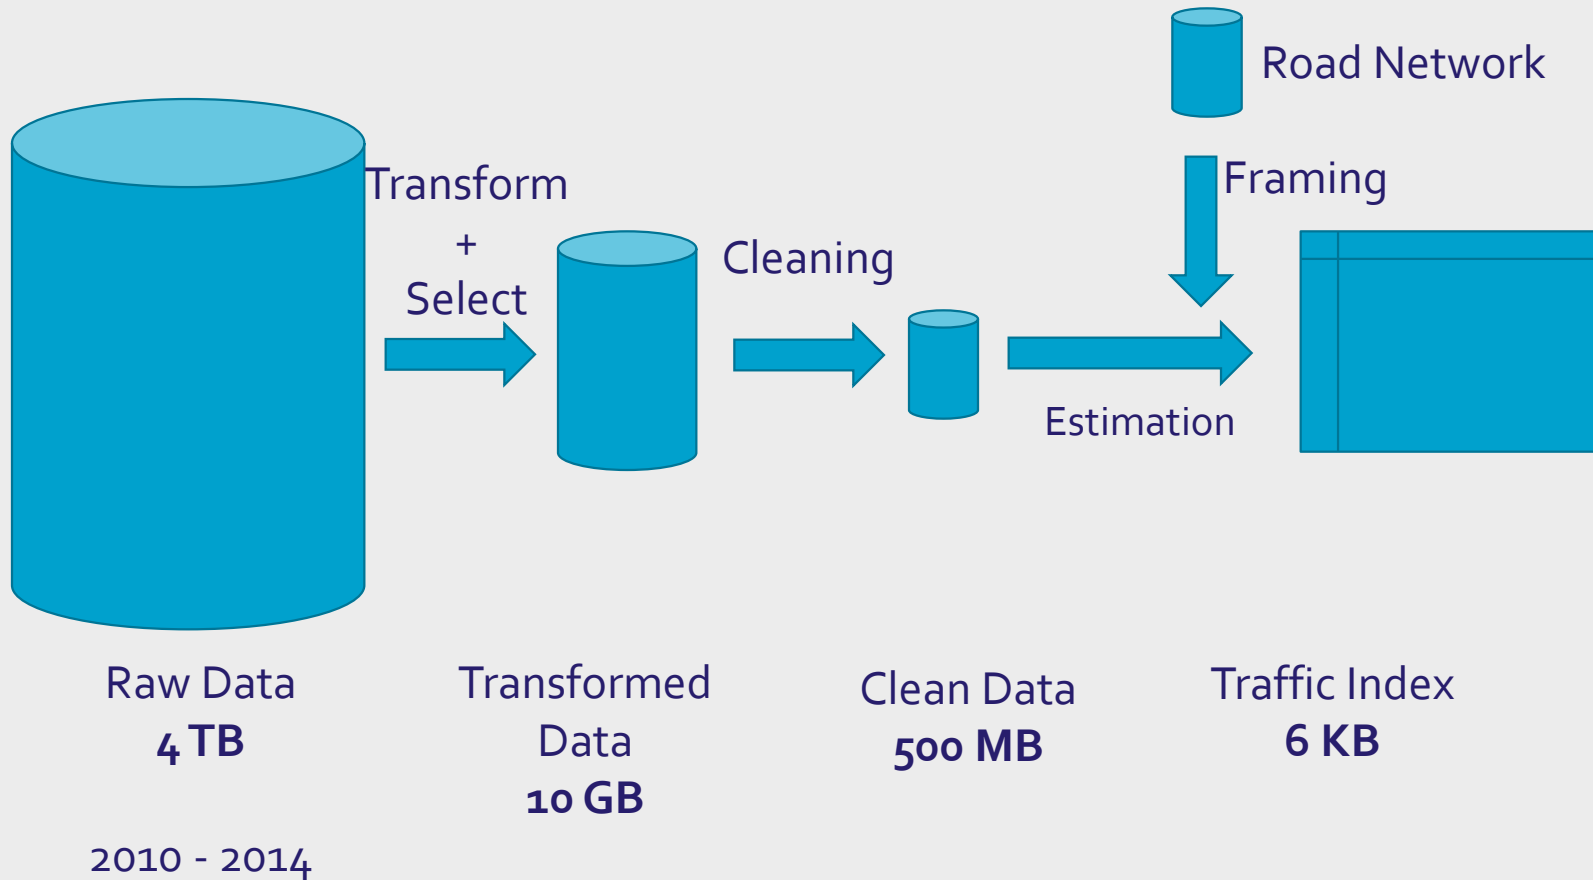 Road Network
Framing
Transform
+
Select
Cleaning
Estimation
Raw Data
4 TB
2010 - 2014
Transformed
Data
10 GB
Clean Data
500 MB
Traffic Index
6 KB